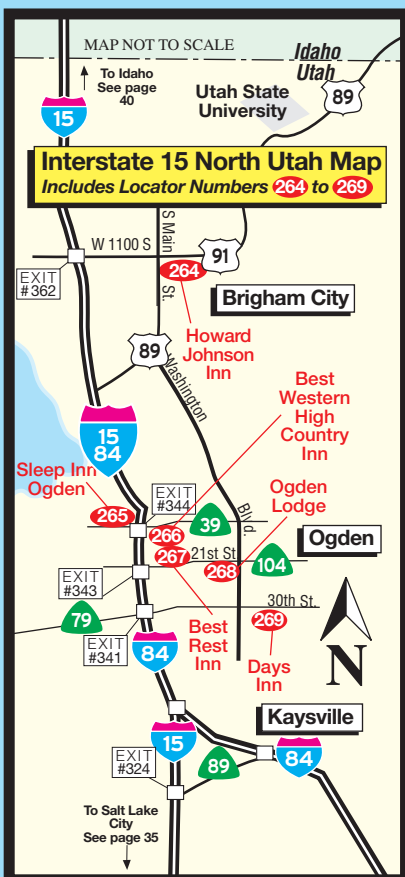 MAP NOT TO SCALE
Idaho
Utah
To Idaho
See page
40
15
Utah State
University
89
Interstate 15 North Utah Map
Includes Locator Numbers 264 to 269
S Main St.
W 1100 S
91
264
EXIT
#362
Brigham City
Howard
Johnson
Inn
89
Washington Blvd.
Best
Western
High
Country
Inn
15
84
Sleep Inn
Ogden
EXIT
#344
Ogden
Lodge
265
39
266
Ogden
267
21st St.
268
104
EXIT
#343
30th St.
79
269
EXIT
#341
Best
Rest
Inn
Days
Inn
N
84
Kaysville
15
84
EXIT
#324
89
To Salt Lake
City
See page 35